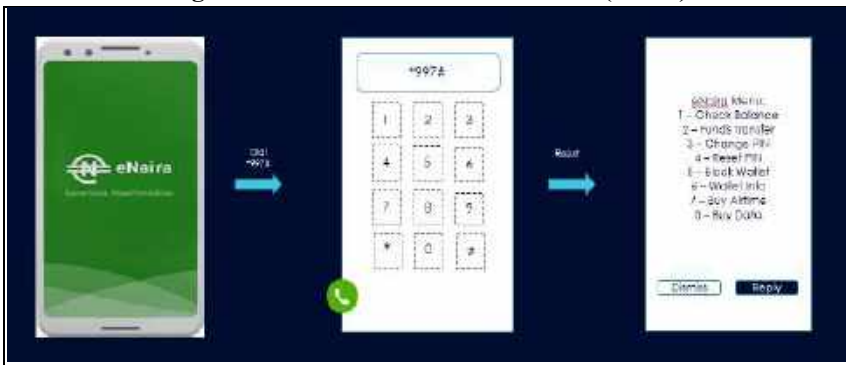 eNaira
Dial
*997#
*997#
1 2 3
4 5 6
7 8 9
* 0 #
Result
eNaira Menu:
1 – Check Balance
2 – Funds Transfer
3 – Change PIN
4 – Reset PIN
5 – Block Wallet
6 – Wallet Info
7 – Buy Airtime
8 – Buy Data
Dismiss Reply